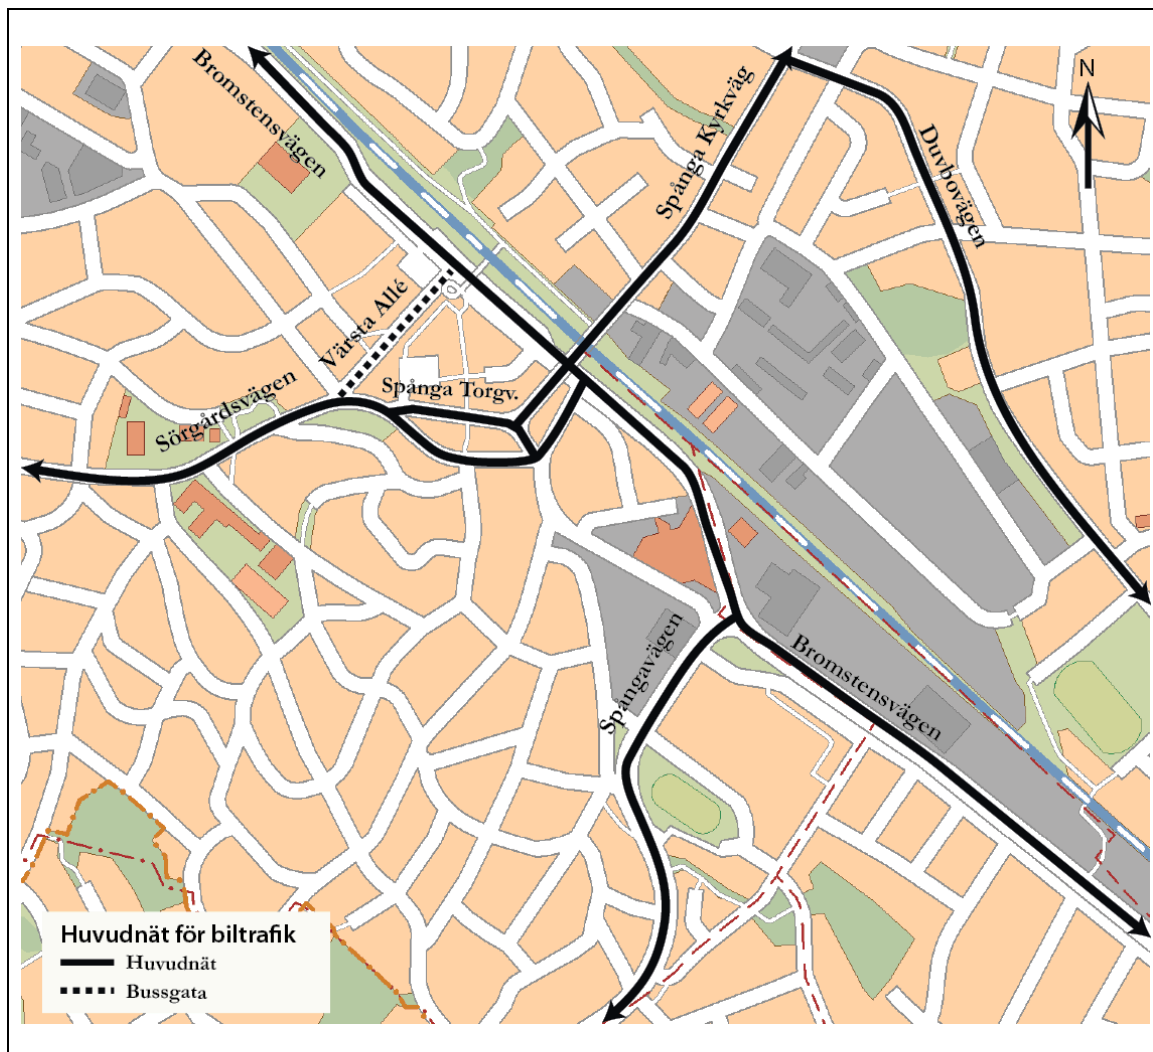 Bromstensvägen
Spånga Kyrkväg
N
Duvbovägen
Värsta Allé
Spånga Torgv.
Sörgårdsvägen
Spångavägen
Bromstensvägen
Huvudnät för biltrafik
Huvudnät
Bussgata